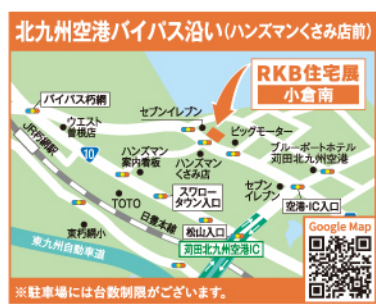 北九州空港バイパス沿い(ハンズマンくさみ店前)
RKB住宅展
小倉南
バイパス朽網
セブンイレブン
ウエスト
曽根店
ビッグモーター
JR朽網駅
10
ハンズマン
案内看板
ハンズマン
くさみ店
ブルーポートホテル
苅田北九州空港
スワロー
タウン入口
セブン
イレブン
空港・IC入口
TOTO
日豊本線
松山入口
東朽網小
苅田北九州空港IC
東九州自動車道
Google Map
※駐車場には台数制限がございます。